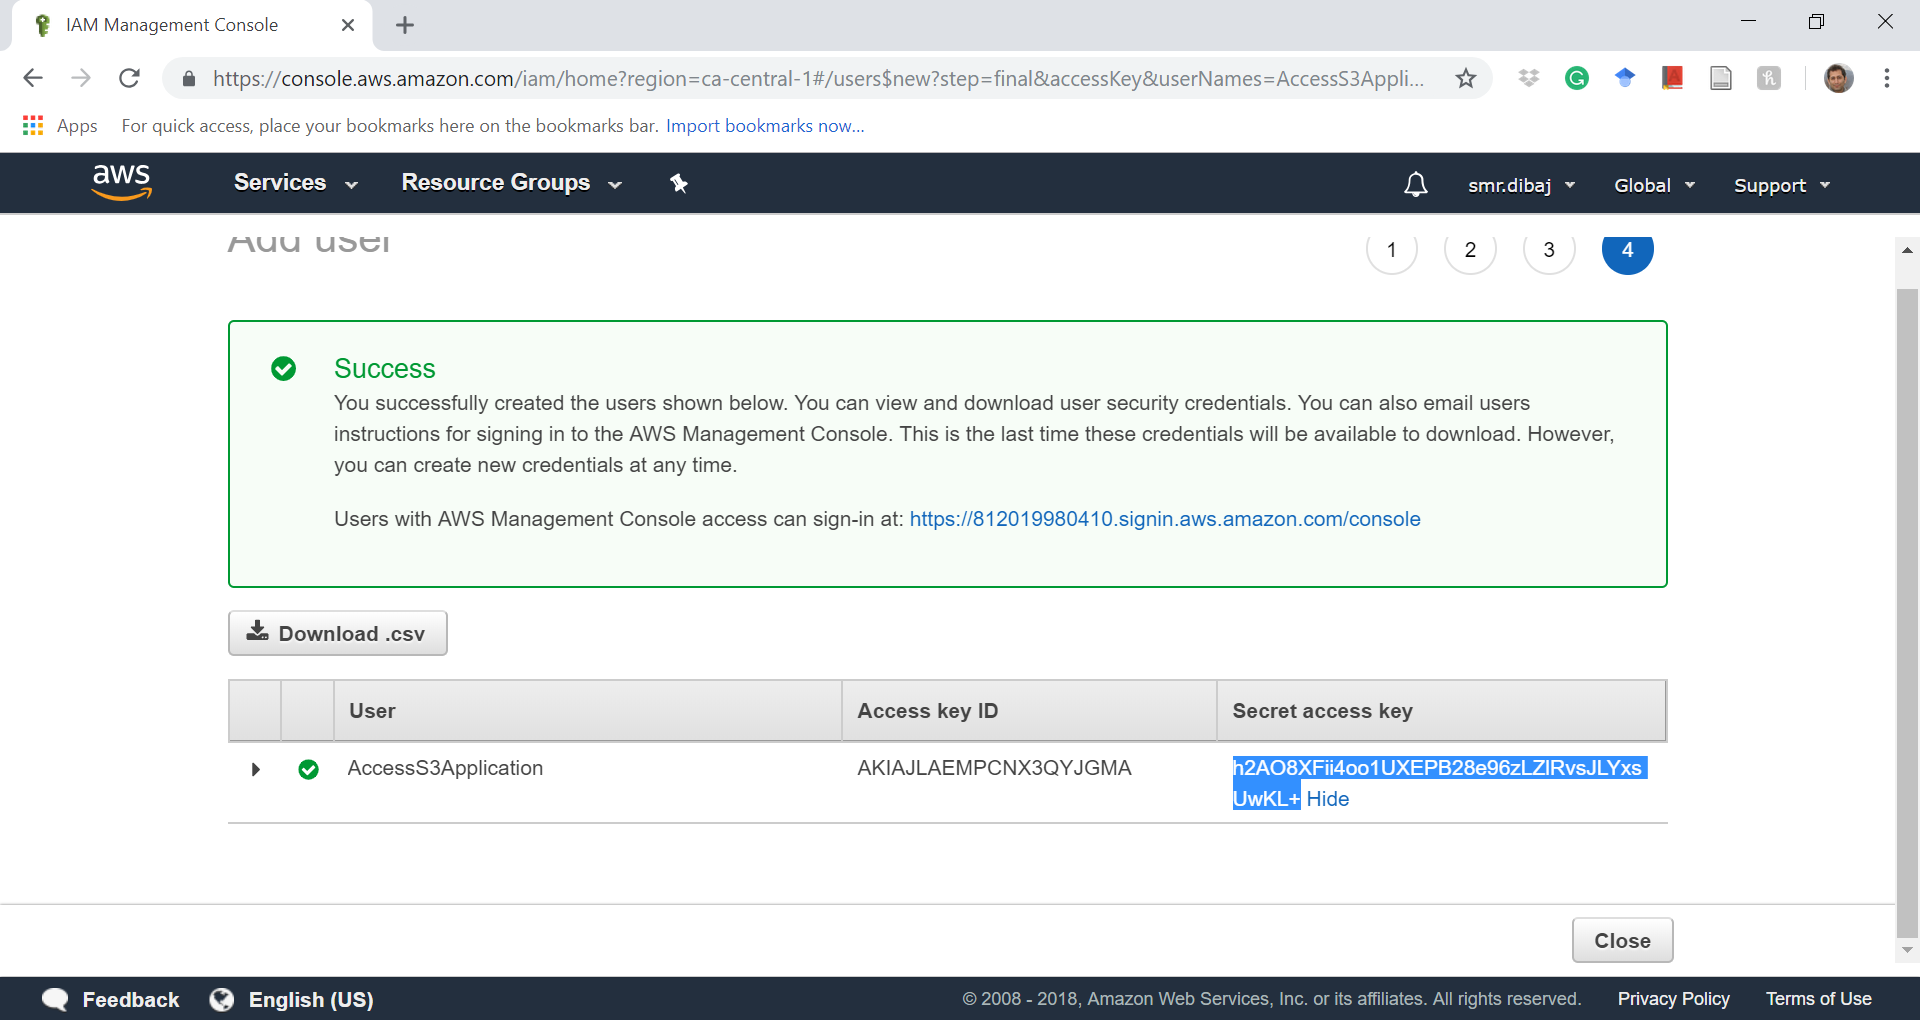 IAM Management Console
https://console.aws.amazon.com/iam/home?region=ca-central-1#/users$new?step=final&accessKey&userNames=AccessS3Appli...
Apps For quick access, place your bookmarks here on the bookmarks bar. Import bookmarks now...
aws Services Resource Groups smr.dibaj Global Support
Add user 1 2 3 4
Success
You successfully created the users shown below. You can view and download user security credentials. You can also email users
instructions for signing in to the AWS Management Console. This is the last time these credentials will be available to download. However,
you can create new credentials at any time.
Users with AWS Management Console access can sign-in at: https://812019980410.signin.aws.amazon.com/console
Download .csv
User Access key ID Secret access key
AccessS3Application AKIAJLAEMPCNX3QYJGMA
UwKL+ Hide
Close
Feedback English (US) © 2008 - 2018, Amazon Web Services, Inc. or its affiliates. All rights reserved. Privacy Policy Terms of Use